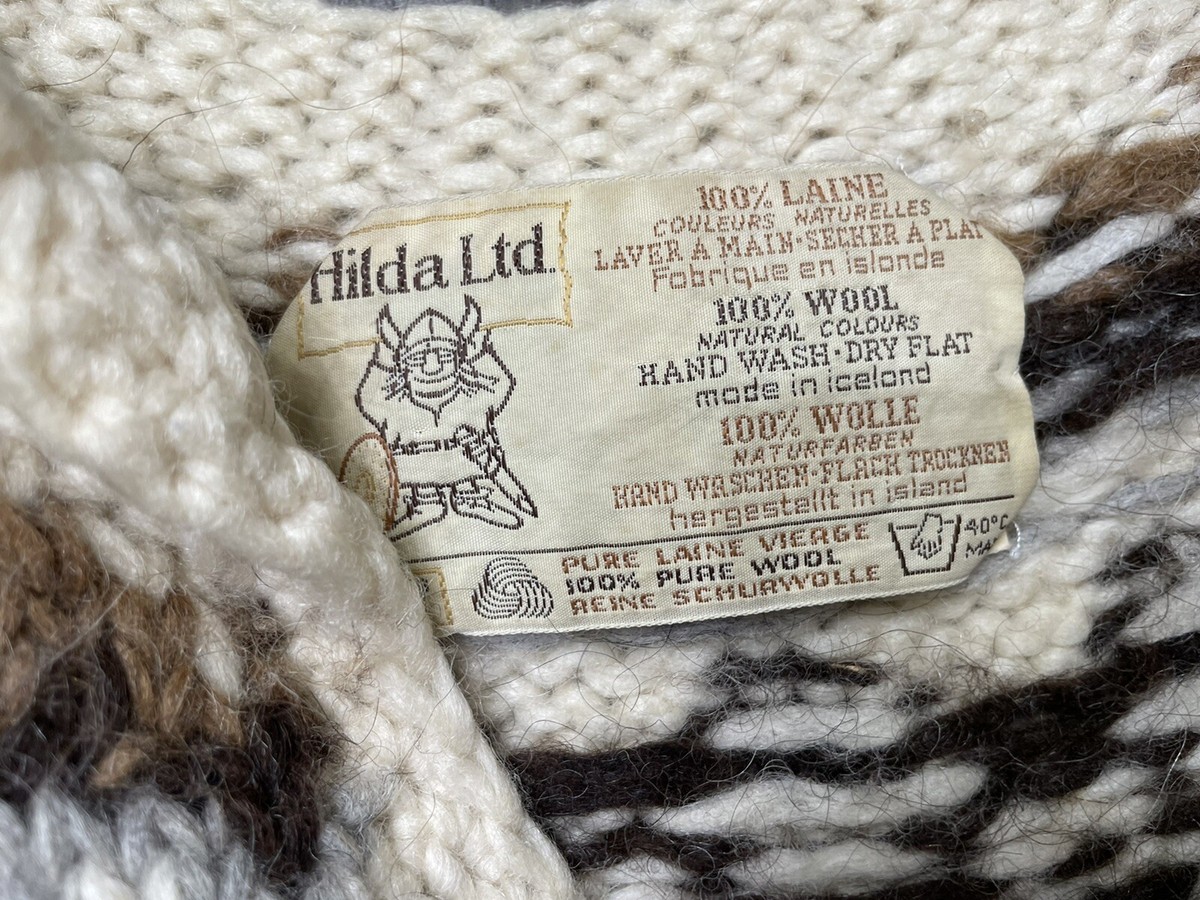 Hilda Ltd.
100% LAINE
COULEURS NATURELLES
LAVER A MAIN·SECHER A PLAT
Fabrique en islande
100% WOOL
NATURAL COLOURS
HAND WASH·DRY FLAT
made in iceland
100% WOLLE
NATURFARBEN
HAND WASCHEN·FLACH TROCKNEN
hergestellt in island
PURE LAINE VIERGE
100% PURE WOOL
REINE SCHURWOLLE
40°C